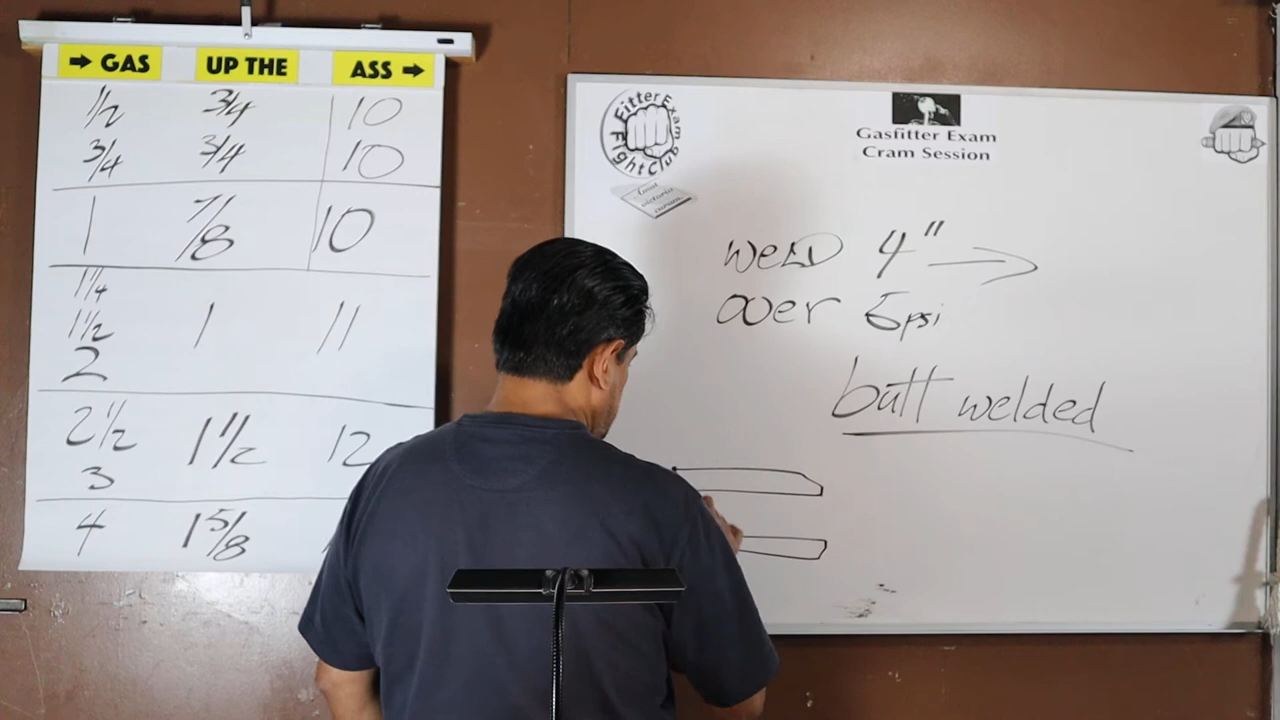 → GAS UP THE ASS →
1/2 3/4 10
3/4 3/4 10
1 7/8 10
1 1/4
1 1/2 1 11
2
2 1/2 1 1/2 12
3
4 1 5/8
Fitter Exam
Fight Club
Gasfitter Exam
Cram Session
WELD 4" →
over 5psi
butt welded